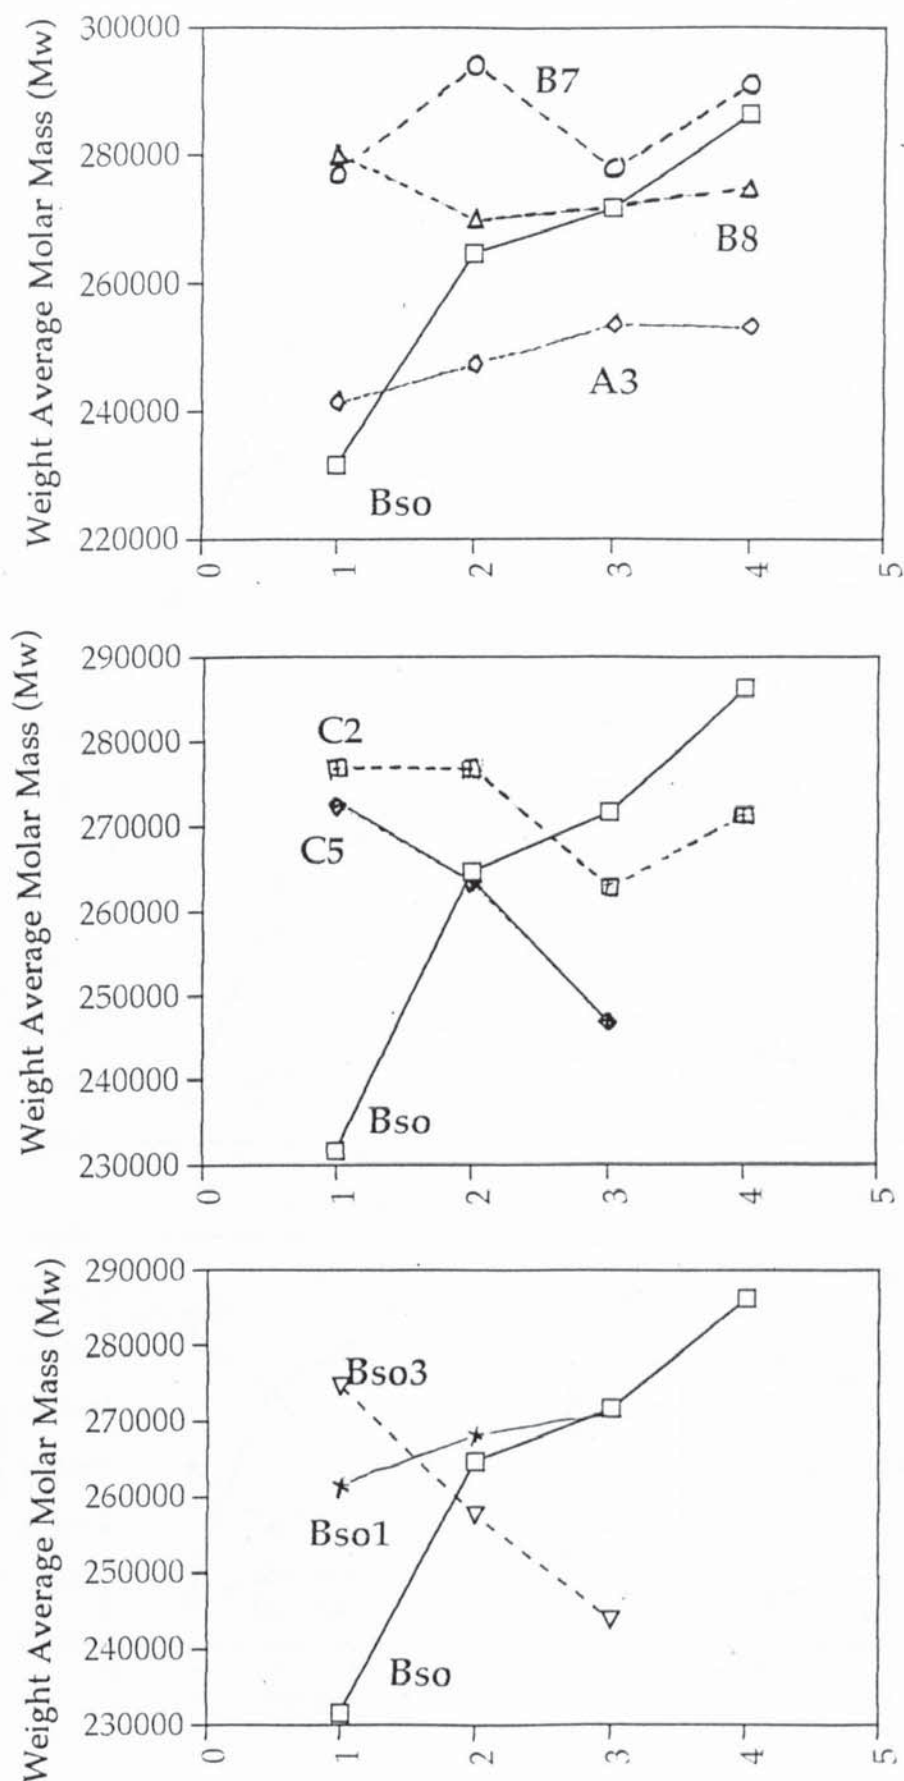 Weight Average Molar Mass (Mw)
300000
280000
260000
240000
220000
B7
B8
A3
Bso
0 1 2 3 4 5
Weight Average Molar Mass (Mw)
290000
280000
270000
260000
250000
240000
230000
C2
C5
Bso
0 1 2 3 4 5
Weight Average Molar Mass (Mw)
290000
280000
270000
260000
250000
240000
230000
Bso3
Bso1
Bso
0 1 2 3 4 5